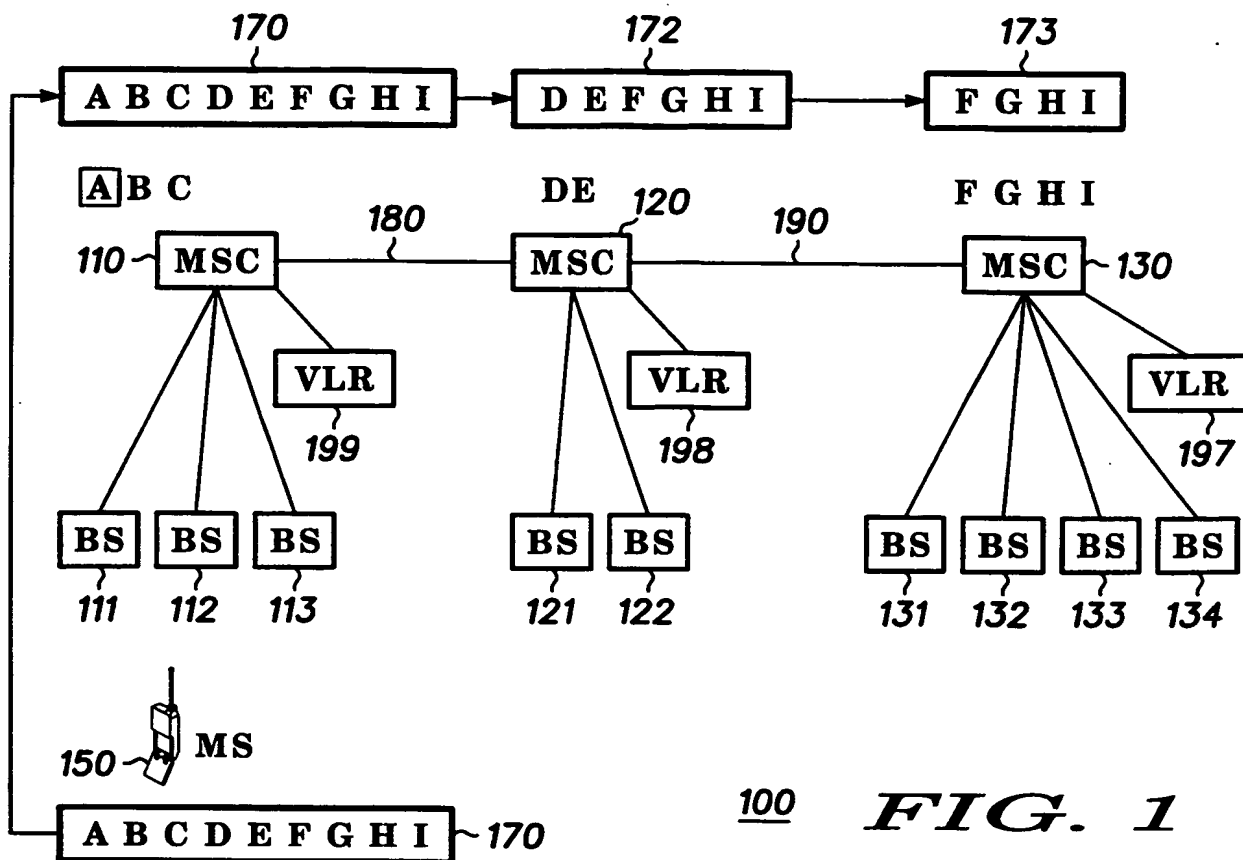 170 172 173
A B C D E F G H I D E F G H I F G H I
A B C DE F G H I
180 120 190
110 MSC MSC MSC 130
VLR VLR VLR
199 198 197
BS BS BS BS BS BS BS BS BS
111 112 113 121 122 131 132 133 134
150 MS
A B C D E F G H I 170
100 FIG. 1